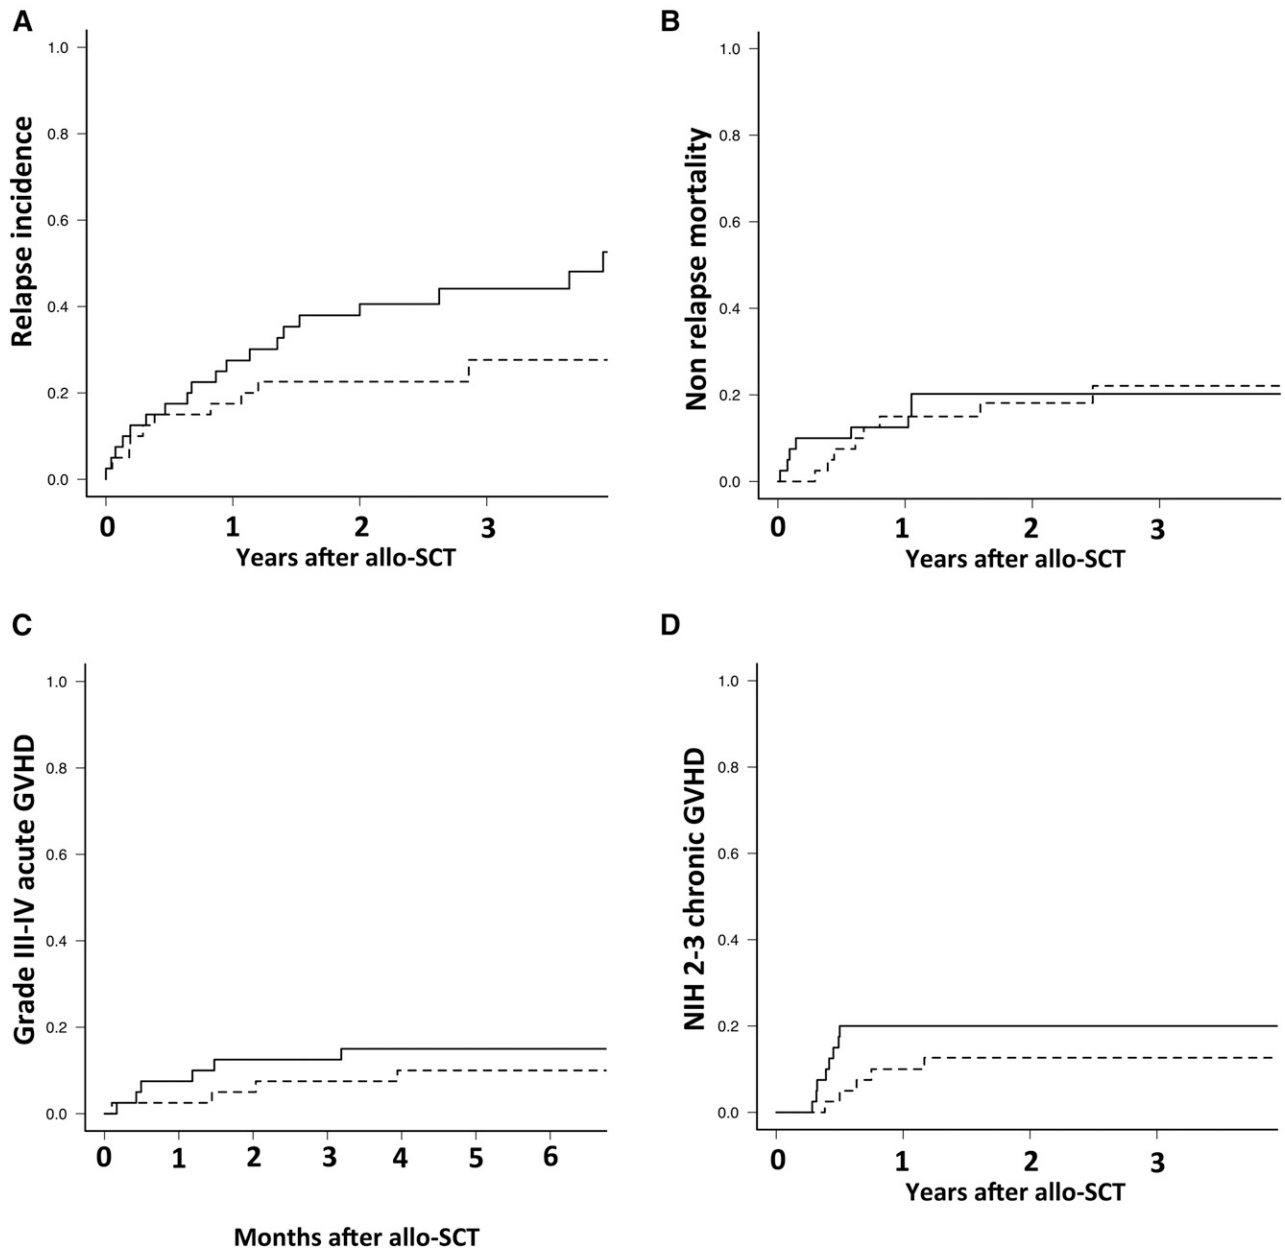 A
Relapse incidence
1.0
0.8
0.6
0.4
0.2
0.0
0 1 2 3
Years after allo-SCT
B
Non relapse mortality
1.0
0.8
0.6
0.4
0.2
0.0
0 1 2 3
Years after allo-SCT
C
Grade III-IV acute GVHD
1.0
0.8
0.6
0.4
0.2
0.0
0 1 2 3 4 5 6
Months after allo-SCT
D
NIH 2-3 chronic GVHD
1.0
0.8
0.6
0.4
0.2
0.0
0 1 2 3
Years after allo-SCT